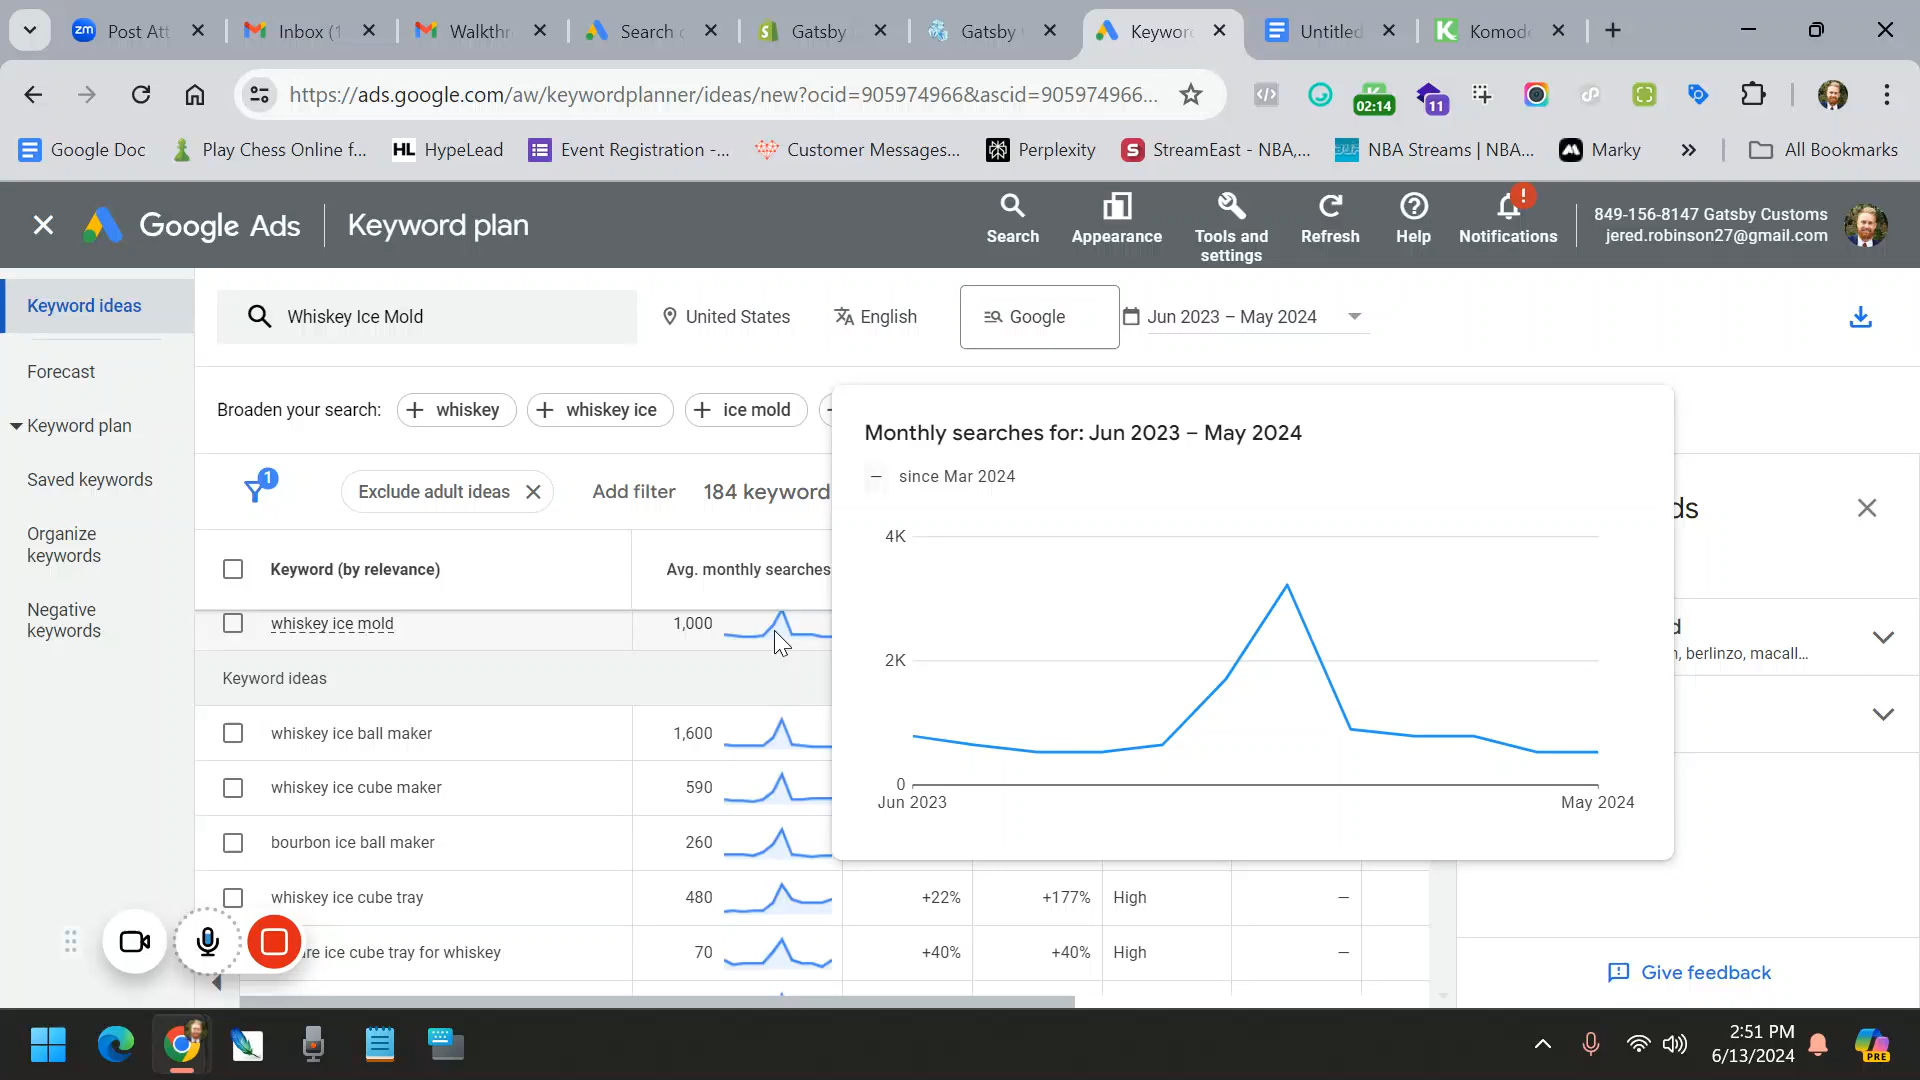 zm Post Att
Inbox (1
Walkthr
Search c
Gatsby
Gatsby
Keywor
Untitled
Komod
https://ads.google.com/aw/keywordplanner/ideas/new?ocid=905974966&ascid=905974966...
02:14
11
Google Doc
Play Chess Online f...
HL HypeLead
Event Registration -...
Customer Messages...
Perplexity
StreamEast - NBA,...
NBA Streams | NBA...
Marky
All Bookmarks
Google Ads
Keyword plan
Search
Appearance
Tools and settings
Refresh
Help
Notifications
849-156-8147 Gatsby Customs
jered.robinson27@gmail.com
Keyword ideas
Forecast
Keyword plan
Saved keywords
Organize
keywords
Negative
keywords
Whiskey Ice Mold
United States
English
Google
Jun 2023 – May 2024
Broaden your search:
whiskey
whiskey ice
ice mold
1
Exclude adult ideas
Add filter
184 keyword
Keyword (by relevance)
Avg. monthly searches
whiskey ice mold 1,000
Keyword ideas
whiskey ice ball maker 1,600
whiskey ice cube maker 590
bourbon ice ball maker 260
whiskey ice cube tray 480 +22% +177% High –
re ice cube tray for whiskey 70 +40% +40% High –
Monthly searches for: Jun 2023 – May 2024
– since Mar 2024
4K
2K
0
Jun 2023
May 2024
ds
d
n, berlinzo, macall...
Give feedback
2:51 PM
6/13/2024
PRE